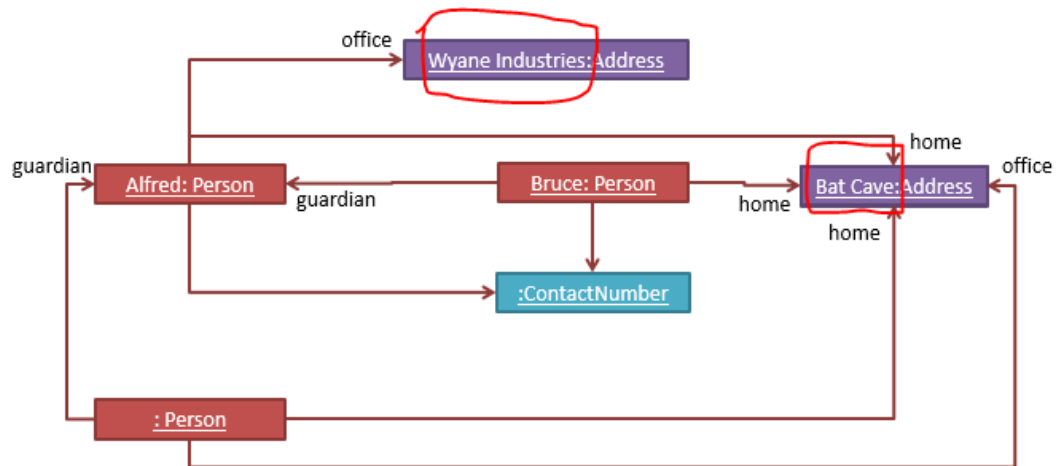 office
Wyane Industries:Address
home
guardian
office
Alfred: Person
Bruce: Person
Bat Cave:Address
guardian
home
home
:ContactNumber
: Person